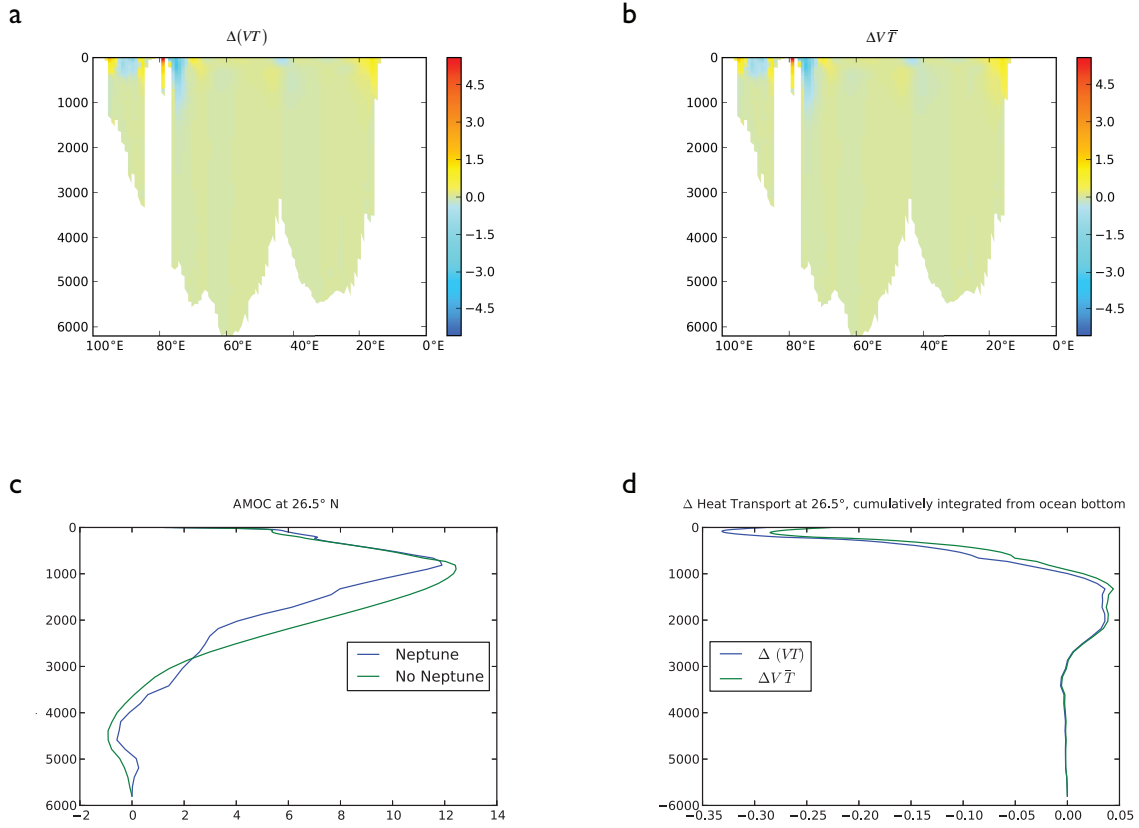 a
Δ(VT)
0
1000
2000
3000
4000
5000
6000
100°E 80°E 60°E 40°E 20°E 0°E
4.5
3.0
1.5
0.0
−1.5
−3.0
−4.5
b
ΔV T̄
0
1000
2000
3000
4000
5000
6000
100°E 80°E 60°E 40°E 20°E 0°E
4.5
3.0
1.5
0.0
−1.5
−3.0
−4.5
c
AMOC at 26.5° N
0
1000
2000
3000
4000
5000
6000
−2 0 2 4 6 8 10 12 14
Neptune
No Neptune
d
Δ Heat Transport at 26.5°, cumulatively integrated from ocean bottom
0
1000
2000
3000
4000
5000
6000
−0.35 −0.30 −0.25 −0.20 −0.15 −0.10 −0.05 0.00 0.05
Δ (VT)
ΔV T̄